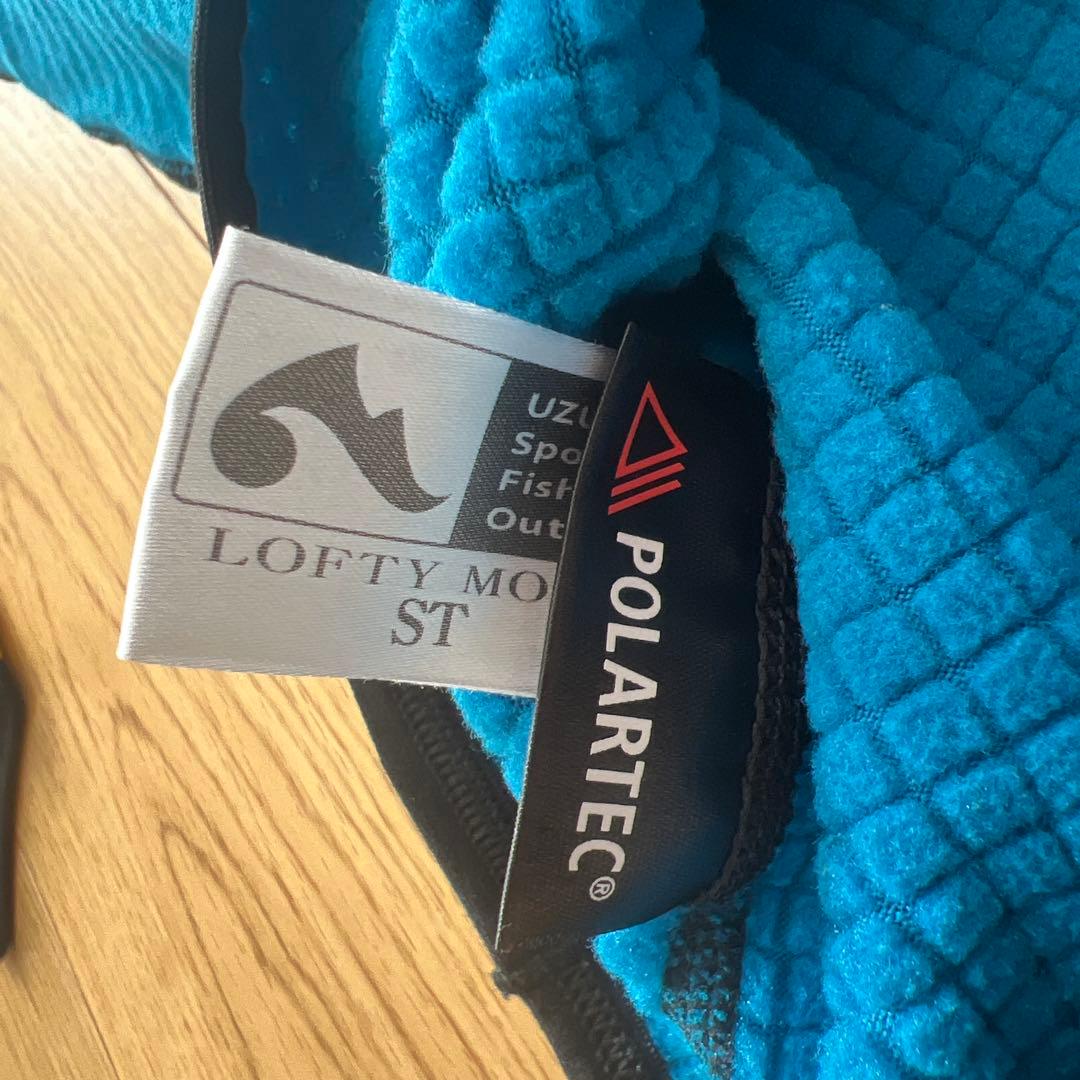 UZU
Spo
Fish
Out
LOFTY MO
ST
POLARTEC®